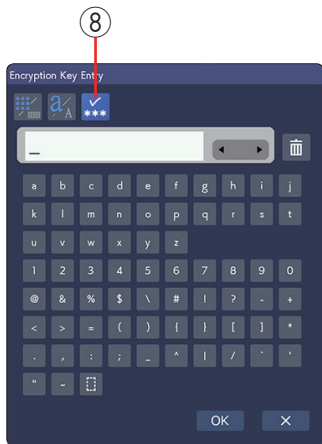 8
Encryption Key Entry
a A ***
_
a b c d e f g h i j
k l m n o p q r s t
u v w x y z
1 2 3 4 5 6 7 8 9 0
@ & % $ \ # ! ? - +
< > = ( ) { } [ ] *
. , : ; _ ^ | / ` '
" ~
OK ×